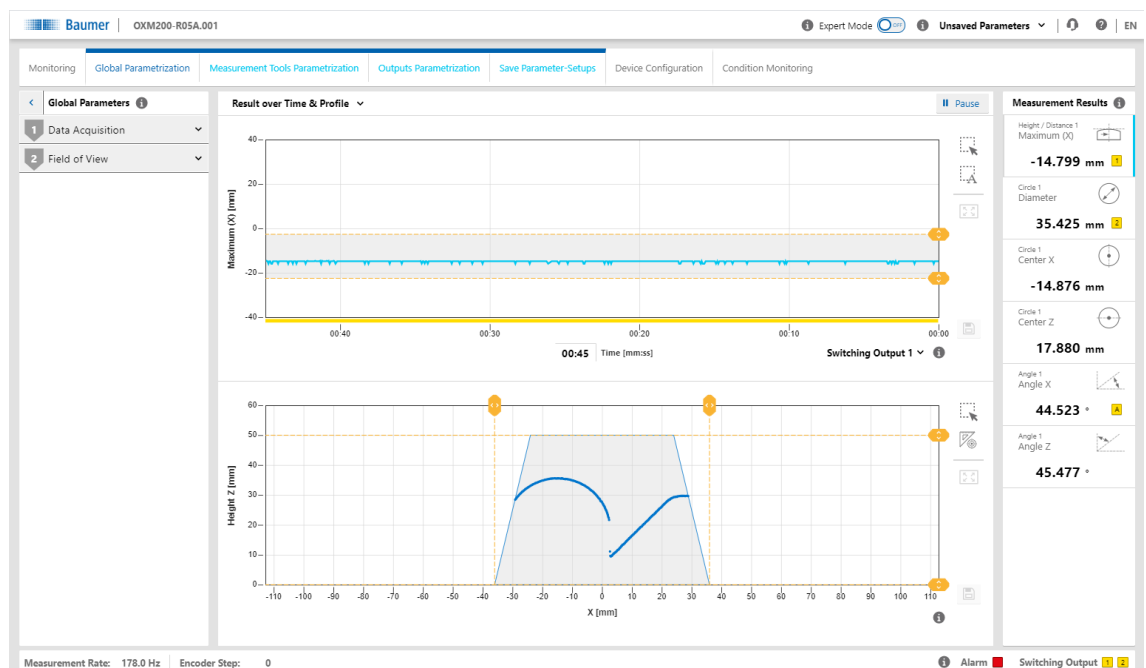 Baumer
OXM200-R05A.001
Expert Mode
OFF
Unsaved Parameters
EN
Monitoring
Global Parametrization
Measurement Tools Parametrization
Outputs Parametrization
Save Parameter-Setups
Device Configuration
Condition Monitoring
Global Parameters
1 Data Acquisition
2 Field of View
Result over Time & Profile
Pause
40
20
0
-20
-40
Maximum (X) [mm]
00:40
00:30
00:20
00:10
00:00
00:45 Time [mm:ss]
Switching Output 1
60
50
40
30
20
10
0
Height Z [mm]
-110 -100 -90 -80 -70 -60 -50 -40 -30 -20 -10 0 10 20 30 40 50 60 70 80 90 100 110
X [mm]
Measurement Results
Height / Distance 1
Maximum (X)
-14.799 mm 1
Circle 1
Diameter
35.425 mm 2
Circle 1
Center X
-14.876 mm
Circle 1
Center Z
17.880 mm
Angle 1
Angle X
44.523 ° A
Angle 1
Angle Z
45.477 °
Measurement Rate: 178.0 Hz
Encoder Step: 0
Alarm
Switching Output 1 2